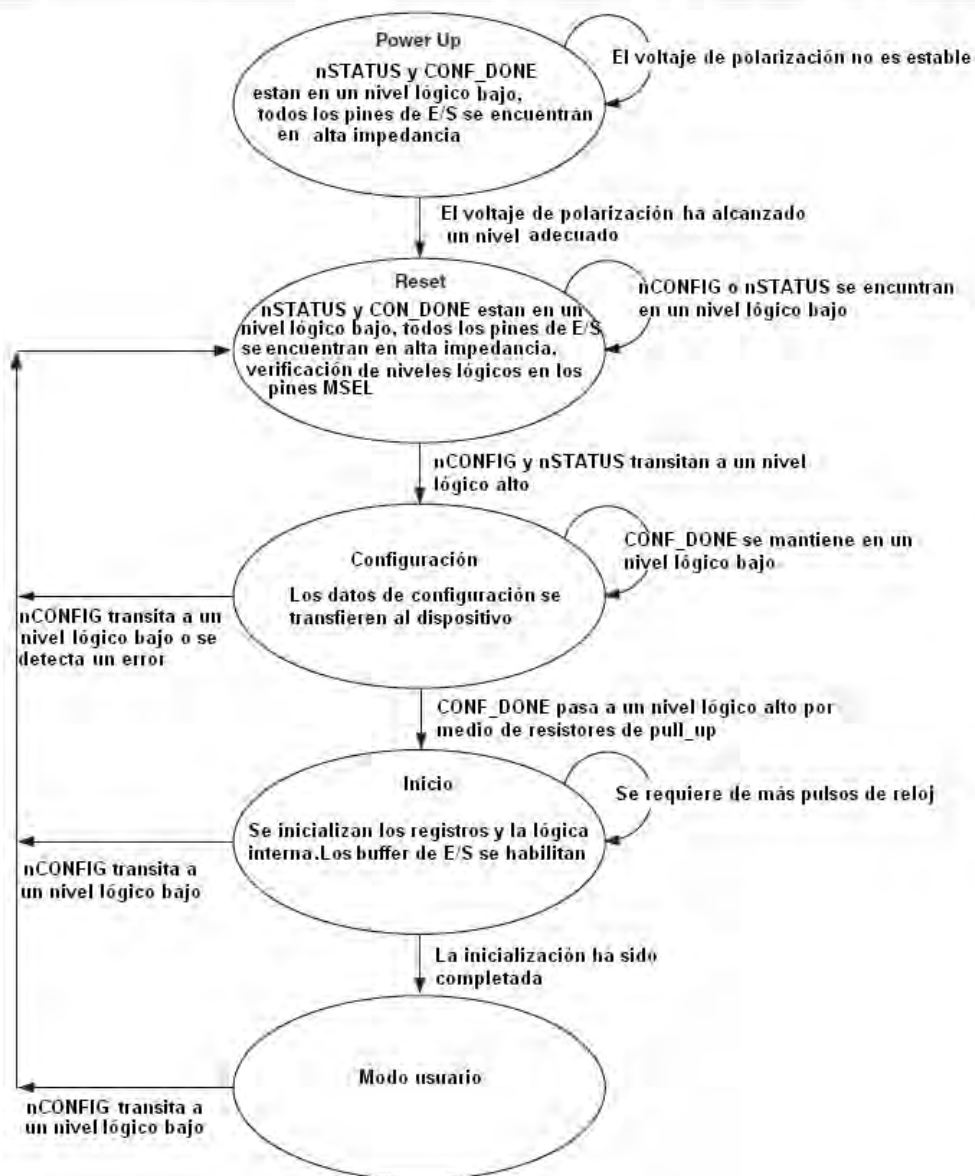 Power Up
nSTATUS y CONF_DONE
estan en un nivel lógico bajo,
todos los pines de E/S se encuentran
en alta impedancia
El voltaje de polarización no es estable
El voltaje de polarización ha alcanzado
un nivel adecuado
Reset
nSTATUS y CON_DONE estan en un
nivel lógico bajo, todos los pines de E/S
se encuentran en alta impedancia.
verificación de niveles lógicos en los
pines MSEL
nCONFIG o nSTATUS se encuntran
en un nivel lógico bajo
nCONFIG y nSTATUS transitan a un nivel
lógico alto
Configuración
Los datos de configuración se
transfieren al dispositivo
CONF_DONE se mantiene en un
nivel lógico bajo
nCONFIG transita a un
nivel lógico bajo o se
detecta un error
CONF_DONE pasa a un nivel lógico alto por
medio de resistores de pull_up
Inicio
Se inicializan los registros y la lógica
interna.Los buffer de E/S se habilitan
Se requiere de más pulsos de reloj
nCONFIG transita a
un nivel lógico bajo
La inicialización ha sido
completada
Modo usuario
nCONFIG transita a
un nivel lógico bajo